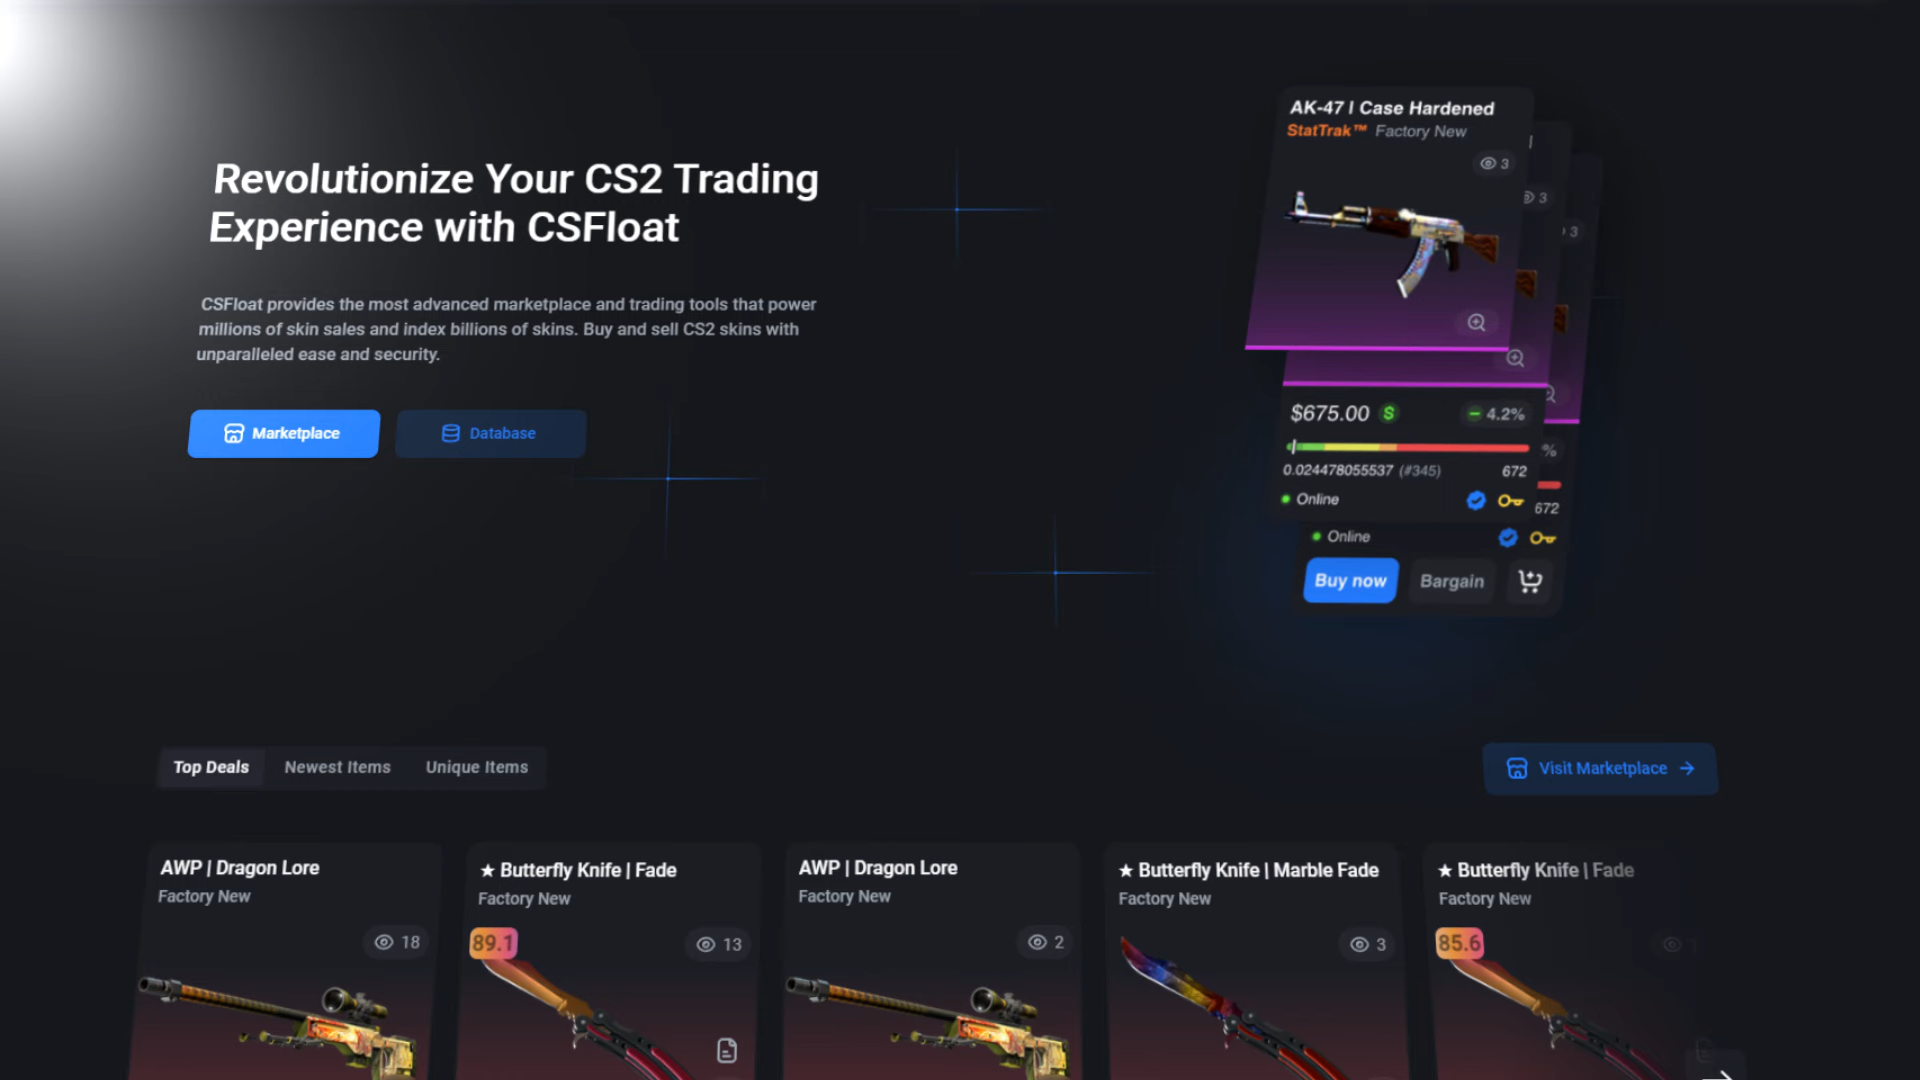 AK-47 | Case Hardened
StatTrak™ Factory New
3
3
3
Revolutionize Your CS2 Trading
Experience with CSFloat
CSFloat provides the most advanced marketplace and trading tools that power
millions of skin sales and index billions of skins. Buy and sell CS2 skins with
unparalleled ease and security.
Marketplace
Database
$675.00 $ 4.2%
%
0.024478055537 (#345) 672
Online
672
Online
Buy now
Bargain
Top Deals
Newest Items
Unique Items
Visit Marketplace
AWP | Dragon Lore
Factory New
18
★ Butterfly Knife | Fade
Factory New
89.1
13
AWP | Dragon Lore
Factory New
2
★ Butterfly Knife | Marble Fade
Factory New
3
★ Butterfly Knife | Fade
Factory New
85.6